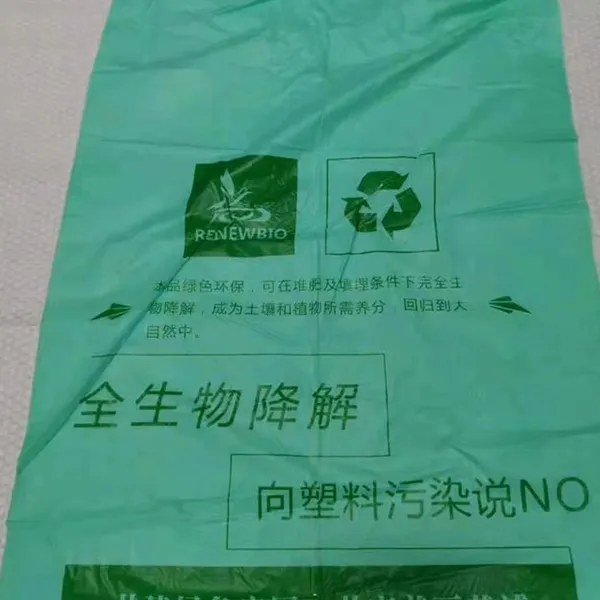 RENEWBIO
本品绿色环保，可在堆肥及填埋条件下完全生
物降解，成为土壤和植物所需养分，回归到大
自然中。
全生物降解
向塑料污染说NO